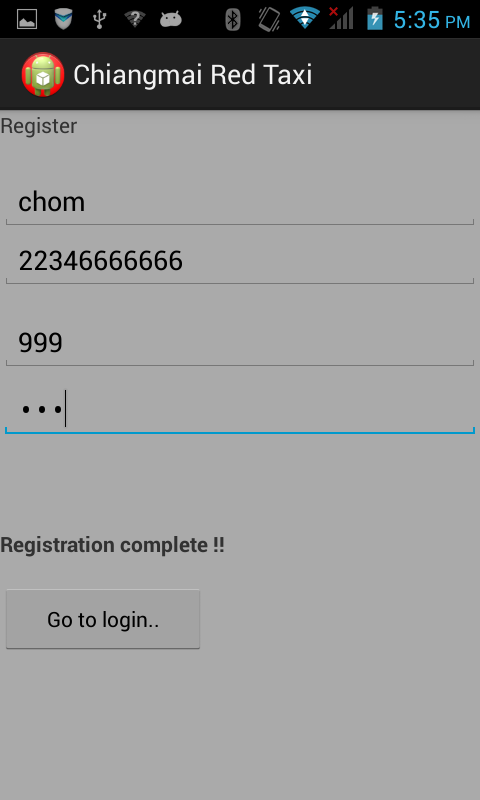 5:35 PM
Chiangmai Red Taxi
Register
chom
22346666666
999
•••
Registration complete !!
Go to login..